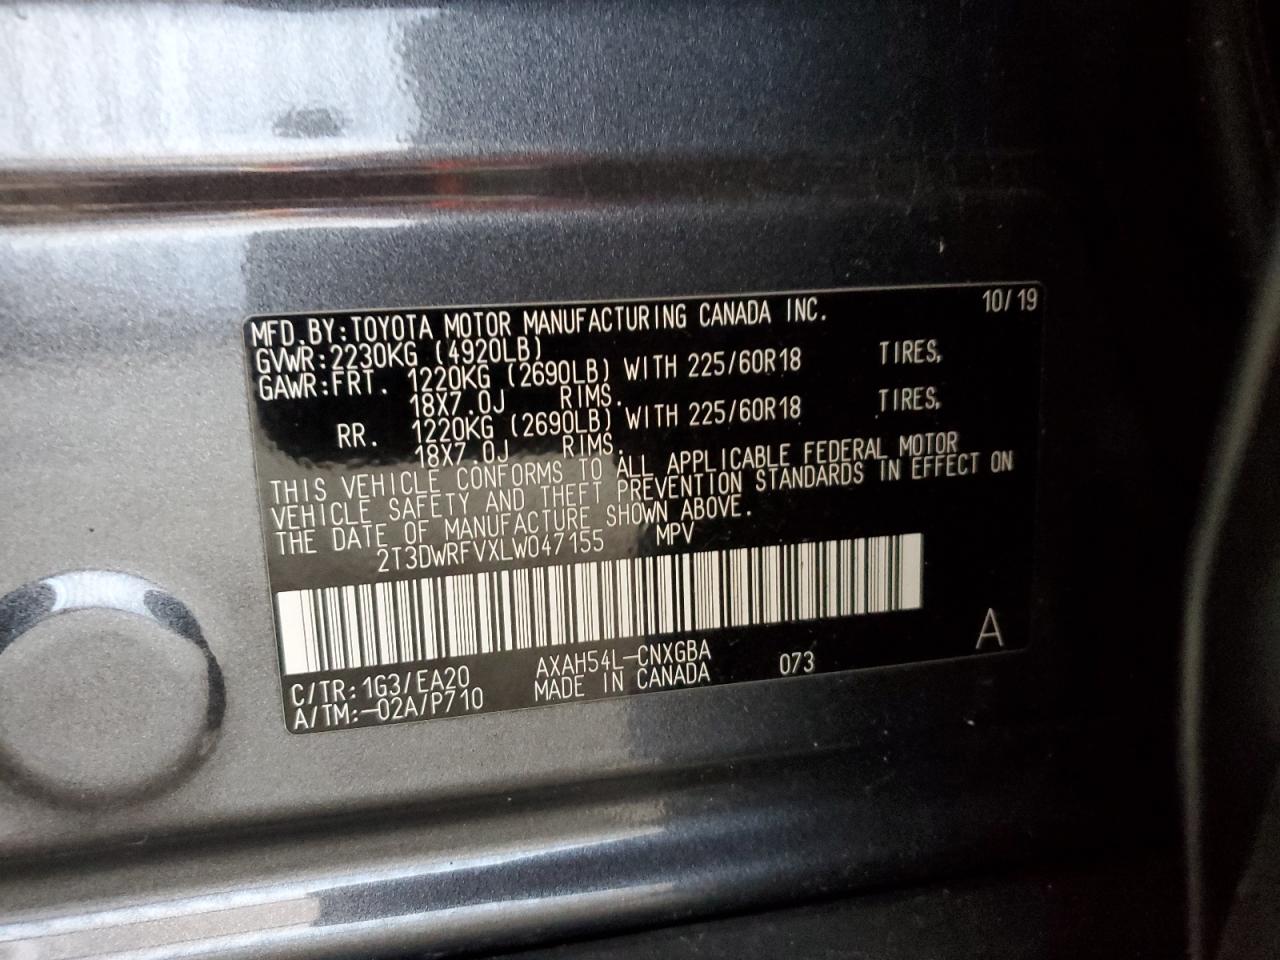 MFD.BY:TOYOTA MOTOR MANUFACTURING CANADA INC. 10/19
GVWR:2230KG (4920LB)
GAWR:FRT. 1220KG (2690LB) WITH 225/60R18 TIRES,
18X7.0J RIMS.
RR. 1220KG (2690LB) WITH 225/60R18 TIRES,
18X7.0J RIMS.
THIS VEHICLE CONFORMS TO ALL APPLICABLE FEDERAL MOTOR
VEHICLE SAFETY AND THEFT PREVENTION STANDARDS IN EFFECT ON
THE DATE OF MANUFACTURE SHOWN ABOVE.
2T3DWRFVXLW047155 MPV
C/TR:1G3/EA20 AXAH54L-CNXGBA 073 A
A/TM:-02A/P710 MADE IN CANADA